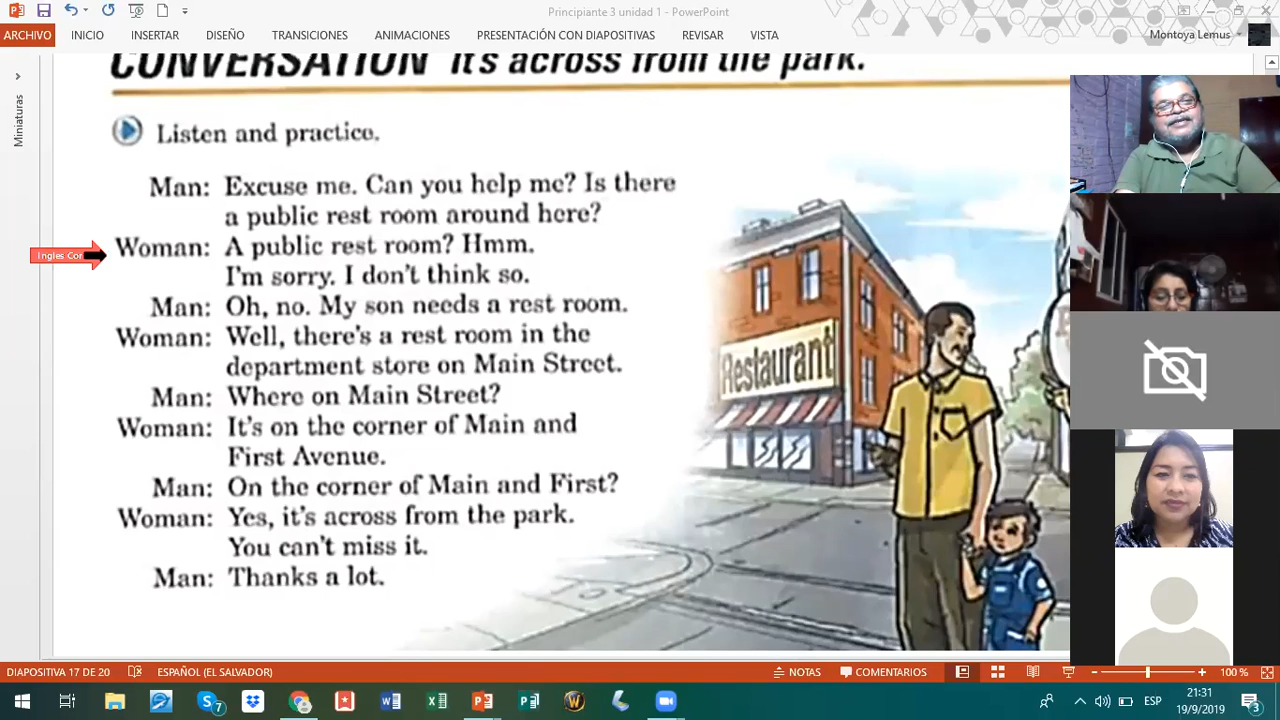 Principiante 3 unidad 1 - PowerPoint
ARCHIVO INICIO INSERTAR DISEÑO TRANSICIONES ANIMACIONES PRESENTACIÓN CON DIAPOSITIVAS REVISAR VISTA Montoya Lemus
CONVERSATION It's across from the park.
Miniaturas
Listen and practice.
Man: Excuse me. Can you help me? Is there
a public rest room around here?
Woman: A public rest room? Hmm.
Ingles Cor
I'm sorry. I don't think so.
Man: Oh, no. My son needs a rest room.
Woman: Well, there's a rest room in the
department store on Main Street.
Man: Where on Main Street?
Woman: It's on the corner of Main and
First Avenue.
Man: On the corner of Main and First?
Woman: Yes, it's across from the park.
You can't miss it.
Man: Thanks a lot.
Restaurant
DIAPOSITIVA 17 DE 20 ESPAÑOL (EL SALVADOR) NOTAS COMENTARIOS 100 %
7 ESP 21:31
19/9/2019 3